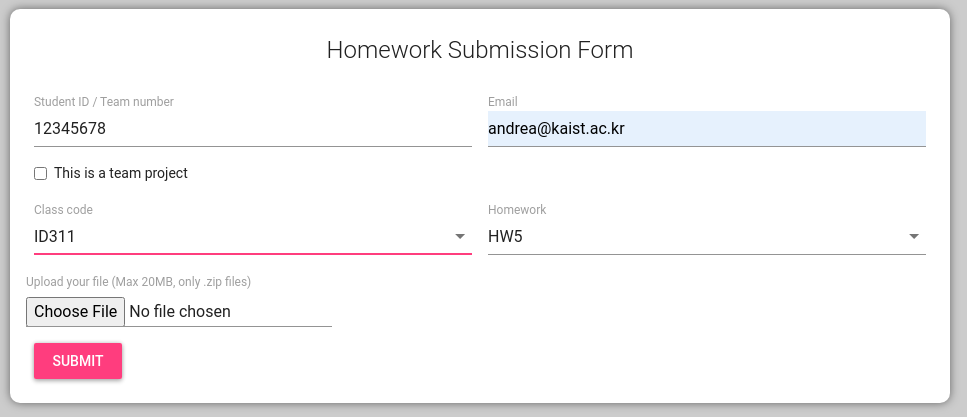 Homework Submission Form
Student ID / Team number
Email
12345678
andrea@kaist.ac.kr
This is a team project
Class code
Homework
ID311
HW5
Upload your file (Max 20MB, only .zip files)
Choose File No file chosen
SUBMIT